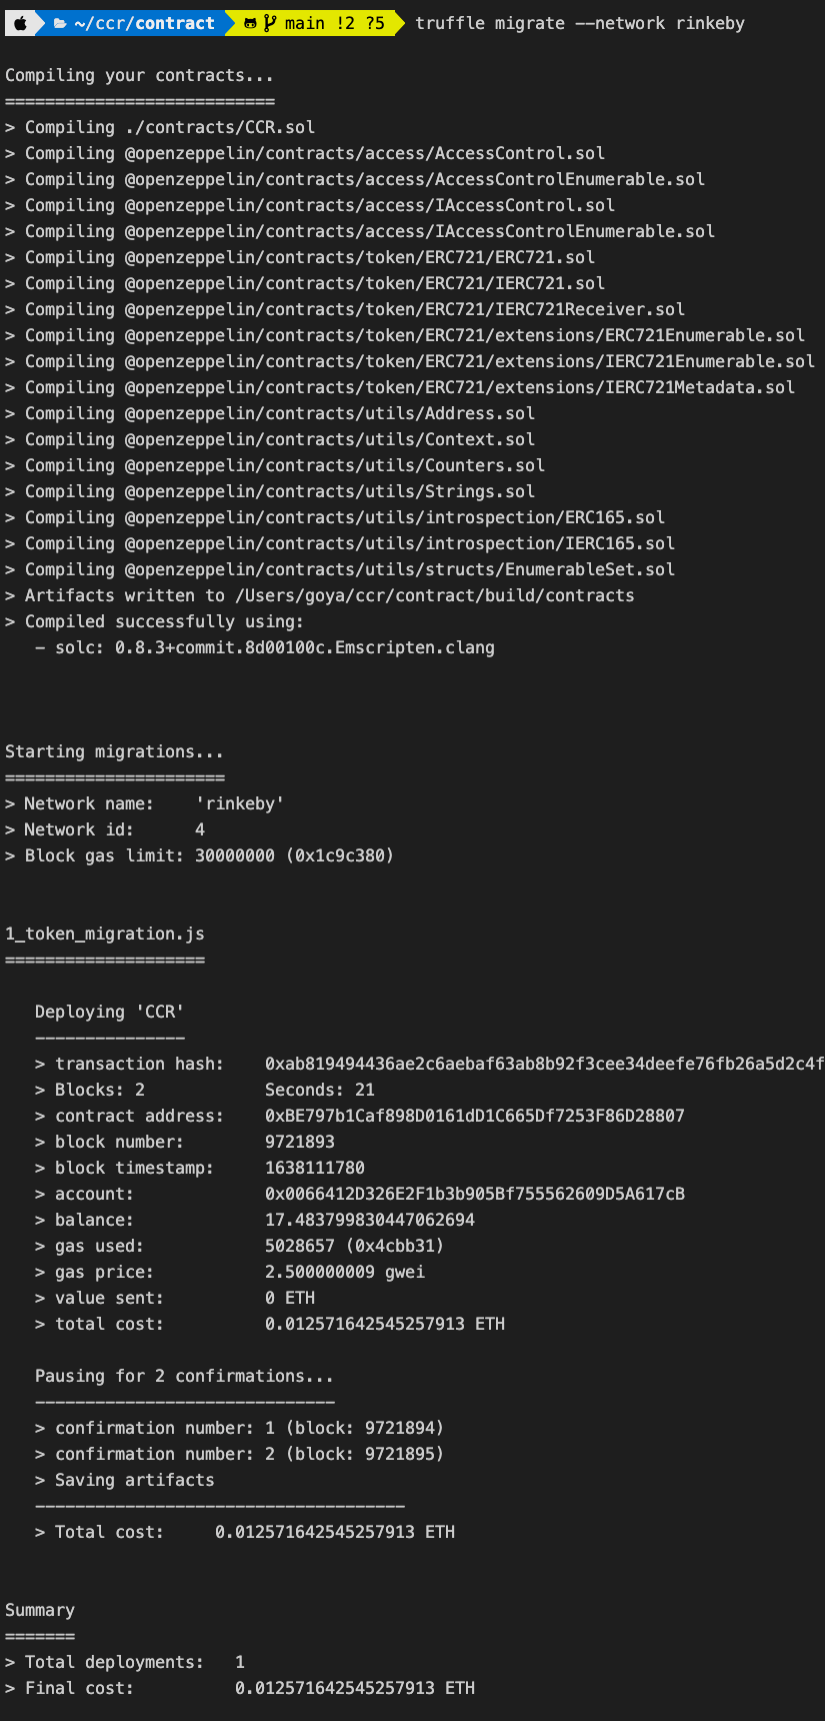 ~/ccr/contract main !2 ?5 truffle migrate --network rinkeby
Compiling your contracts...
===========================
> Compiling ./contracts/CCR.sol
> Compiling @openzeppelin/contracts/access/AccessControl.sol
> Compiling @openzeppelin/contracts/access/AccessControlEnumerable.sol
> Compiling @openzeppelin/contracts/access/IAccessControl.sol
> Compiling @openzeppelin/contracts/access/IAccessControlEnumerable.sol
> Compiling @openzeppelin/contracts/token/ERC721/ERC721.sol
> Compiling @openzeppelin/contracts/token/ERC721/IERC721.sol
> Compiling @openzeppelin/contracts/token/ERC721/IERC721Receiver.sol
> Compiling @openzeppelin/contracts/token/ERC721/extensions/ERC721Enumerable.sol
> Compiling @openzeppelin/contracts/token/ERC721/extensions/IERC721Enumerable.sol
> Compiling @openzeppelin/contracts/token/ERC721/extensions/IERC721Metadata.sol
> Compiling @openzeppelin/contracts/utils/Address.sol
> Compiling @openzeppelin/contracts/utils/Context.sol
> Compiling @openzeppelin/contracts/utils/Counters.sol
> Compiling @openzeppelin/contracts/utils/Strings.sol
> Compiling @openzeppelin/contracts/utils/introspection/ERC165.sol
> Compiling @openzeppelin/contracts/utils/introspection/IERC165.sol
> Compiling @openzeppelin/contracts/utils/structs/EnumerableSet.sol
> Artifacts written to /Users/goya/ccr/contract/build/contracts
> Compiled successfully using:
   - solc: 0.8.3+commit.8d00100c.Emscripten.clang
Starting migrations...
======================
> Network name:    'rinkeby'
> Network id:      4
> Block gas limit: 30000000 (0x1c9c380)
1_token_migration.js
====================
   Deploying 'CCR'
   ---------------
   > transaction hash:    0xab819494436ae2c6aebaf63ab8b92f3cee34deefe76fb26a5d2c4f
   > Blocks: 2            Seconds: 21
   > contract address:    0xBE797b1Caf898D0161dD1C665Df7253F86D28807
   > block number:        9721893
   > block timestamp:     1638111780
   > account:             0x0066412D326E2F1b3b905Bf755562609D5A617cB
   > balance:             17.483799830447062694
   > gas used:            5028657 (0x4cbb31)
   > gas price:           2.500000009 gwei
   > value sent:          0 ETH
   > total cost:          0.012571642545257913 ETH
   Pausing for 2 confirmations...
   ------------------------------
   > confirmation number: 1 (block: 9721894)
   > confirmation number: 2 (block: 9721895)
   > Saving artifacts
   -------------------------------------
   > Total cost:     0.012571642545257913 ETH
Summary
=======
> Total deployments:   1
> Final cost:          0.012571642545257913 ETH